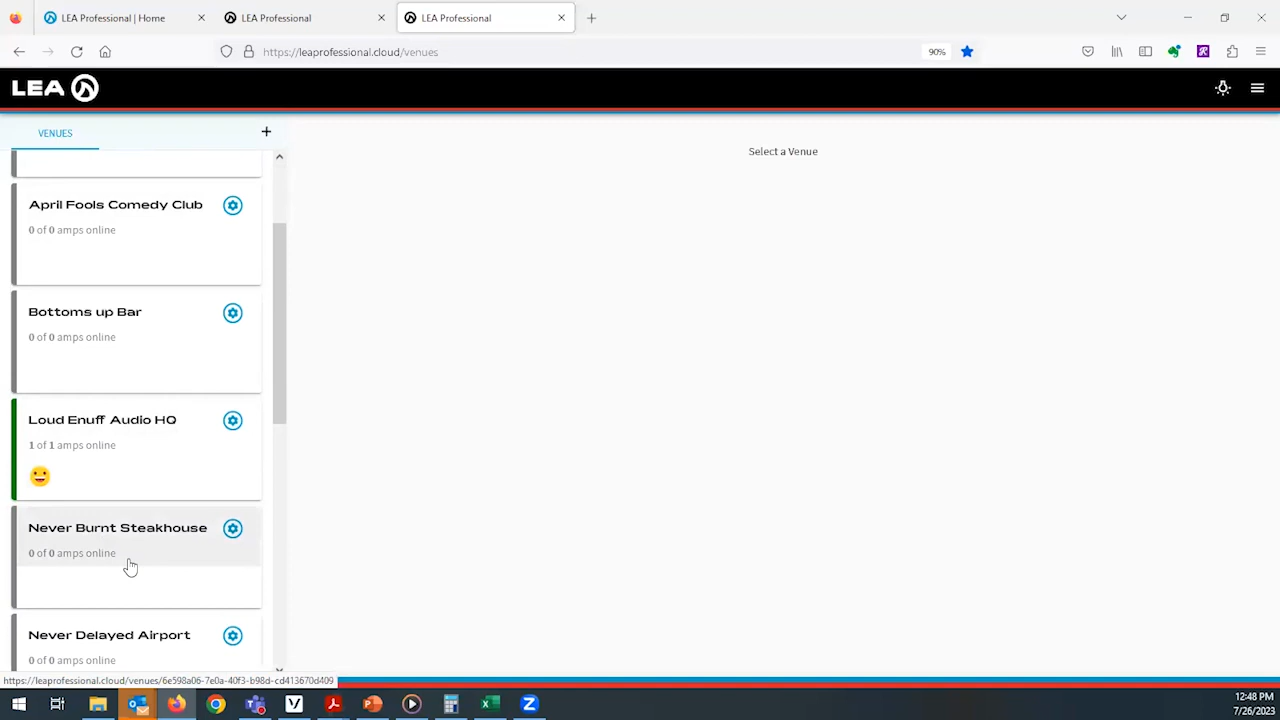 LEA Professional | Home
LEA Professional
LEA Professional
https://leaprofessional.cloud/venues
90%
LEA
VENUES
+
Select a Venue
April Fools Comedy Club
0 of 0 amps online
Bottoms up Bar
0 of 0 amps online
Loud Enuff Audio HQ
1 of 1 amps online
Never Burnt Steakhouse
0 of 0 amps online
Never Delayed Airport
0 of 0 amps online
https://leaprofessional.cloud/venues/6e598a06-7e0a-40f3-b98d-cd413670d409
12:48 PM
7/26/2023